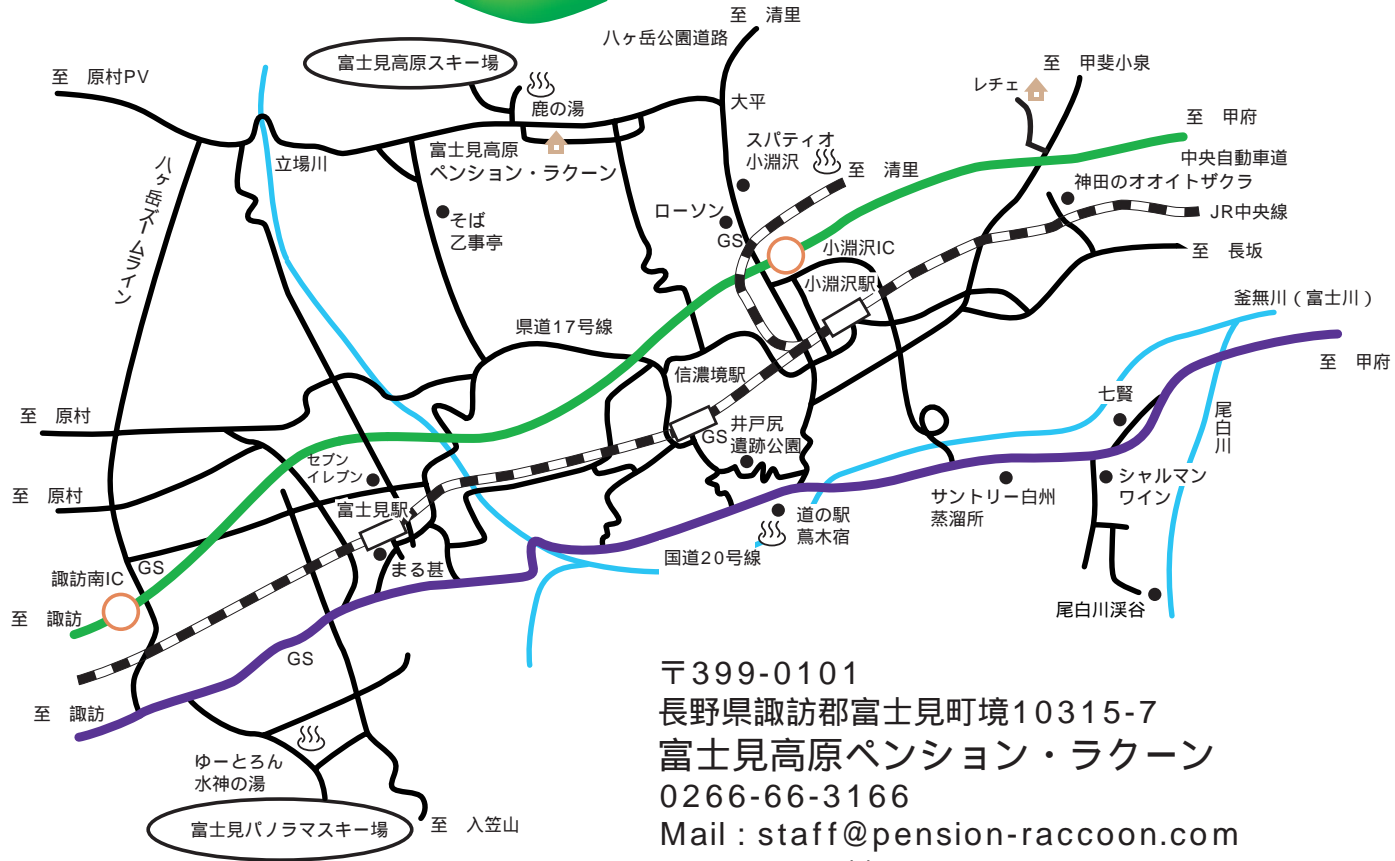 至　清里
八ヶ岳公園道路
富士見高原スキー場
至　原村PV
鹿の湯
大平
レチェ
至　甲斐小泉
至　甲府
中央自動車道
八ヶ岳ズームライン
立場川
富士見高原
ペンション・ラクーン
スパティオ
小淵沢
至　清里
神田のオオイトザクラ
JR中央線
そば
乙事亭
ローソン
GS
小淵沢IC
小淵沢駅
至　長坂
釜無川（富士川）
県道17号線
至　甲府
信濃境駅
七賢
尾白川
至　原村
GS
井戸尻
遺跡公園
セブン
イレブン
至　原村
シャルマン
ワイン
サントリー白州
蒸溜所
道の駅
蔦木宿
富士見駅
国道20号線
まる甚
GS
諏訪南IC
至　諏訪
尾白川渓谷
GS
至　諏訪
ゆーとろん
水神の湯
富士見パノラマスキー場
至　入笠山
〒399-0101
長野県諏訪郡富士見町境10315-7
富士見高原ペンション・ラクーン
0266-66-3166
Mail : staff@pension-raccoon.com